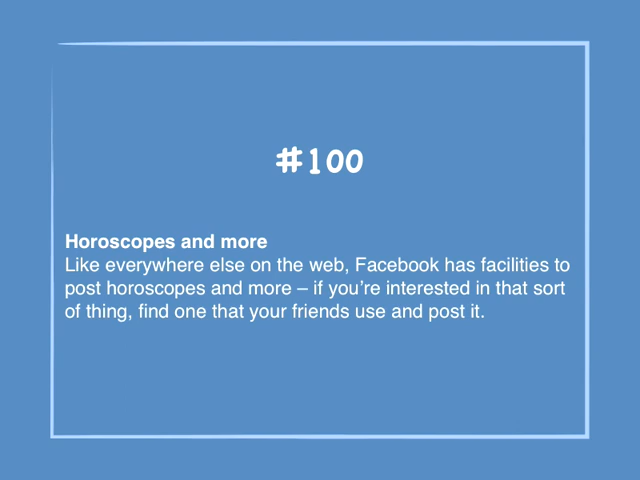 #100
Horoscopes and more
Like everywhere else on the web, Facebook has facilities to
post horoscopes and more – if you’re interested in that sort
of thing, find one that your friends use and post it.